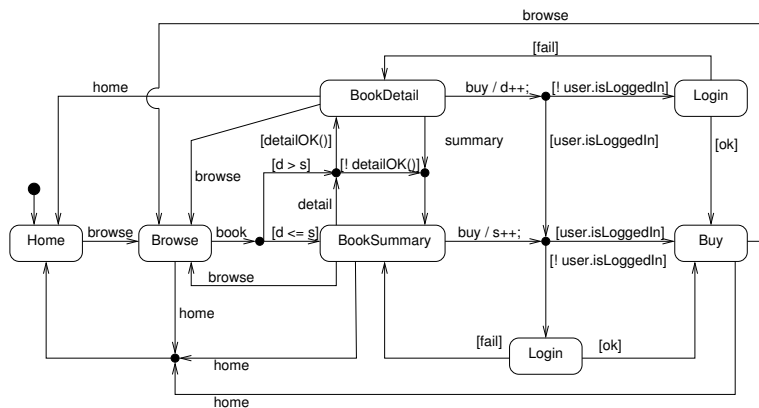 browse
[fail]
home
BookDetail
buy / d++;
[! user.isLoggedIn]
Login
[detailOK()]
summary
[user.isLoggedIn]
[ok]
browse
[d > s]
[! detailOK()]
detail
Home
browse
Browse
book
[d <= s]
BookSummary
buy / s++;
[user.isLoggedIn]
Buy
[! user.isLoggedIn]
browse
home
[fail]
Login
[ok]
home
home